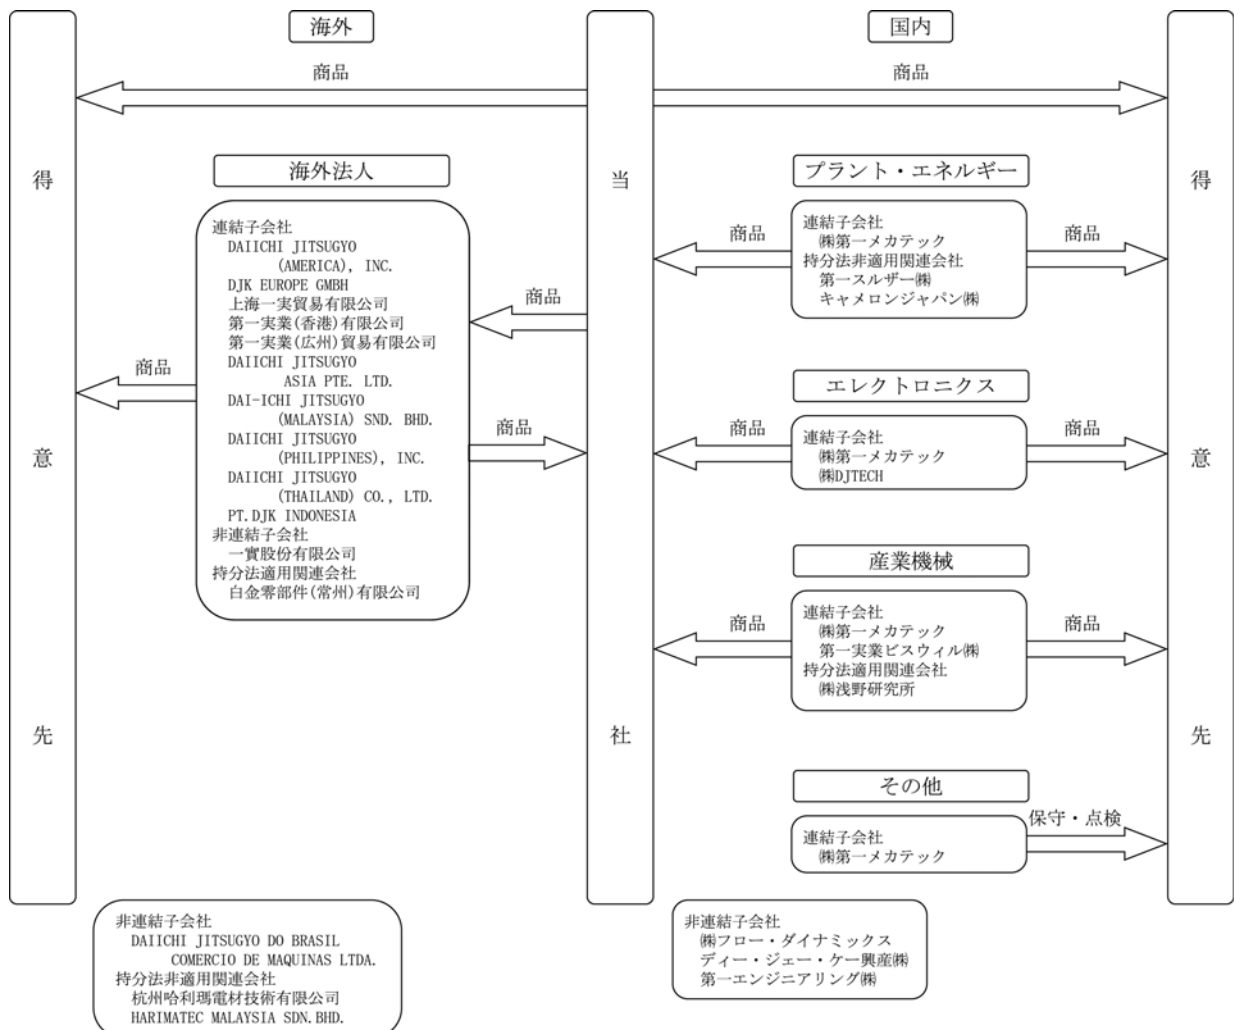 海外
国内
商品
商品
得意先
当社
得意先
海外法人
連結子会社
DAIICHI JITSUGYO
(AMERICA), INC.
DJK EUROPE GMBH
上海一実貿易有限公司
第一実業(香港)有限公司
第一実業(広州)貿易有限公司
DAIICHI JITSUGYO
ASIA PTE. LTD.
DAI-ICHI JITSUGYO
(MALAYSIA) SND. BHD.
DAIICHI JITSUGYO
(PHILIPPINES), INC.
DAIICHI JITSUGYO
(THAILAND) CO., LTD.
PT.DJK INDONESIA
非連結子会社
一實股份有限公司
持分法適用関連会社
白金零部件(常州)有限公司
商品
商品
商品
プラント・エネルギー
連結子会社
㈱第一メカテック
持分法非適用関連会社
第一スルザー㈱
キャメロンジャパン㈱
商品
商品
エレクトロニクス
連結子会社
㈱第一メカテック
㈱DJTECH
商品
商品
産業機械
連結子会社
㈱第一メカテック
第一実業ビスウィル㈱
持分法適用関連会社
㈱浅野研究所
商品
商品
その他
連結子会社
㈱第一メカテック
保守・点検
非連結子会社
DAIICHI JITSUGYO DO BRASIL
COMERCIO DE MAQUINAS LTDA.
持分法非適用関連会社
杭州哈利瑪電材技術有限公司
HARIMATEC MALAYSIA SDN.BHD.
非連結子会社
㈱フロー・ダイナミックス
ディー・ジェー・ケー興産㈱
第一エンジニアリング㈱